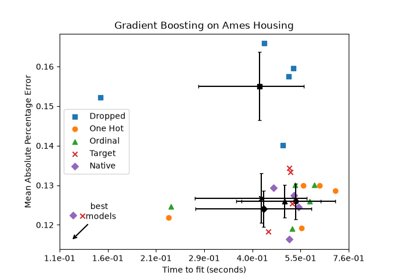 Gradient Boosting on Ames Housing
Mean Absolute Percentage Error
0.16
0.15
0.14
0.13
0.12
Dropped
One Hot
Ordinal
Target
Native
best
models
1.1e-01
1.6e-01
2.1e-01
2.9e-01
4.0e-01
5.5e-01
7.6e-01
Time to fit (seconds)